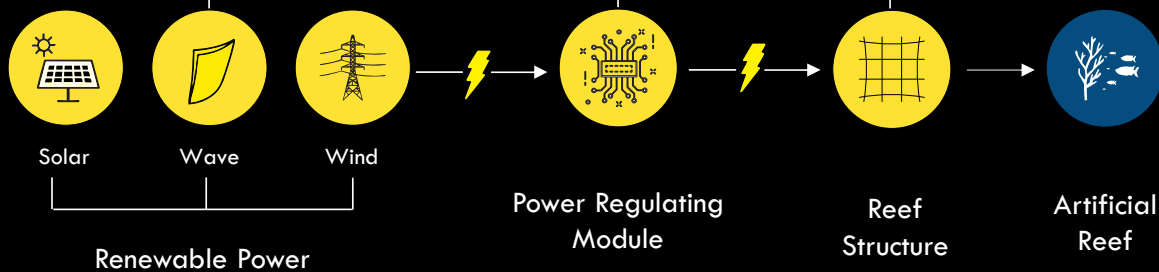 Solar
Wave
Wind
Renewable Power
Power Regulating
Module
Reef
Structure
Artificial
Reef